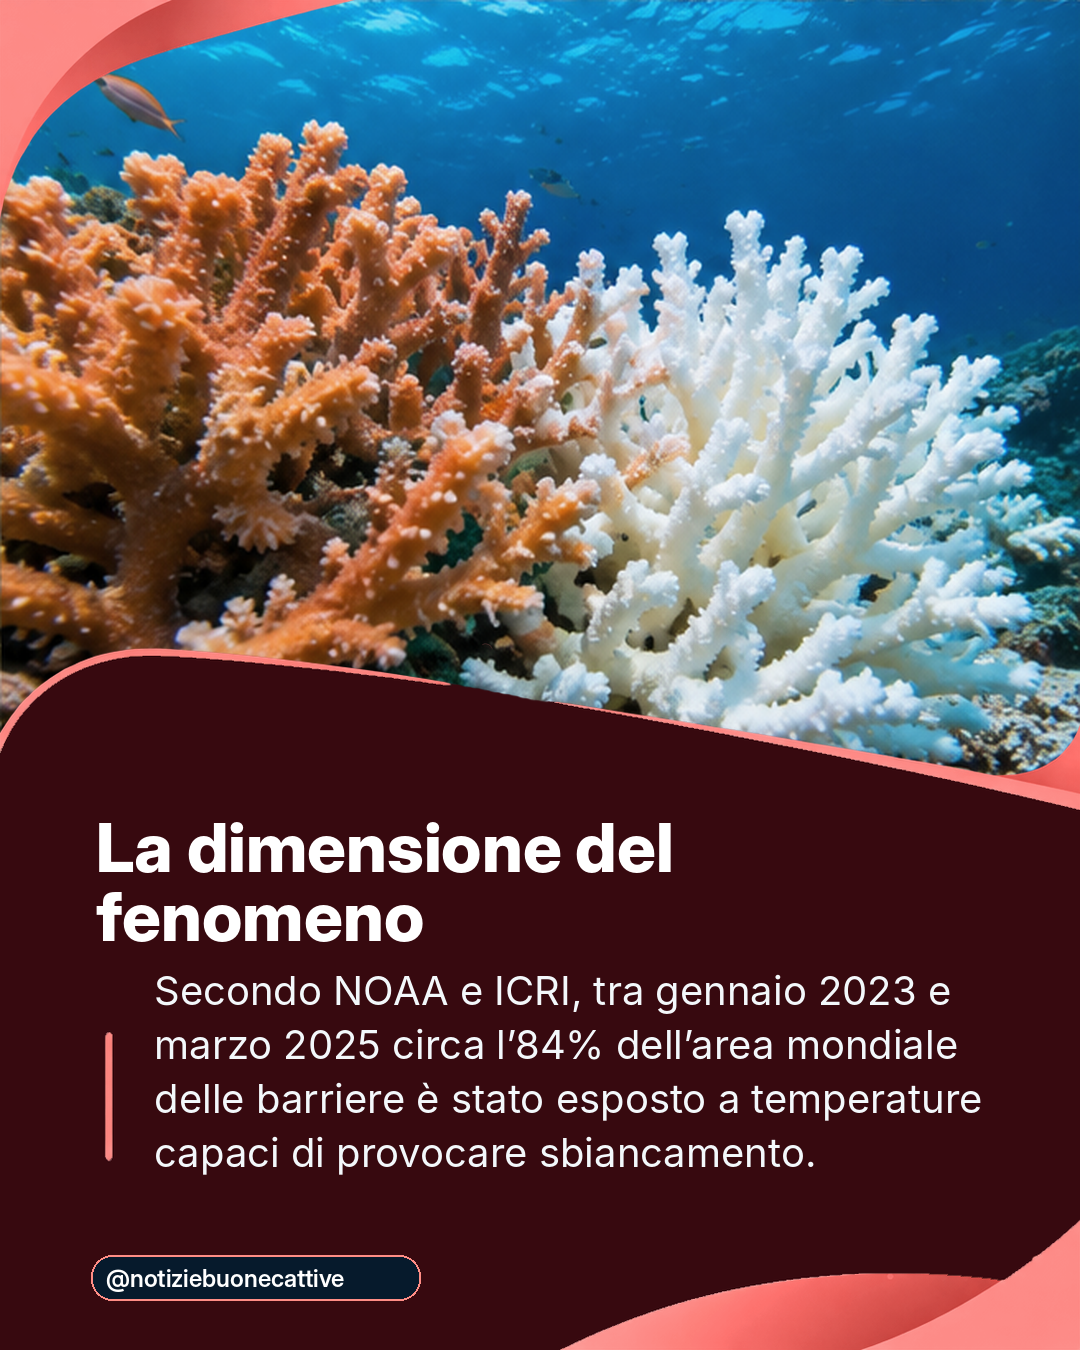 La dimensione del
fenomeno
Secondo NOAA e ICRI, tra gennaio 2023 e
marzo 2025 circa l’84% dell’area mondiale
delle barriere è stato esposto a temperature
capaci di provocare sbiancamento.
@notiziebuonecattive